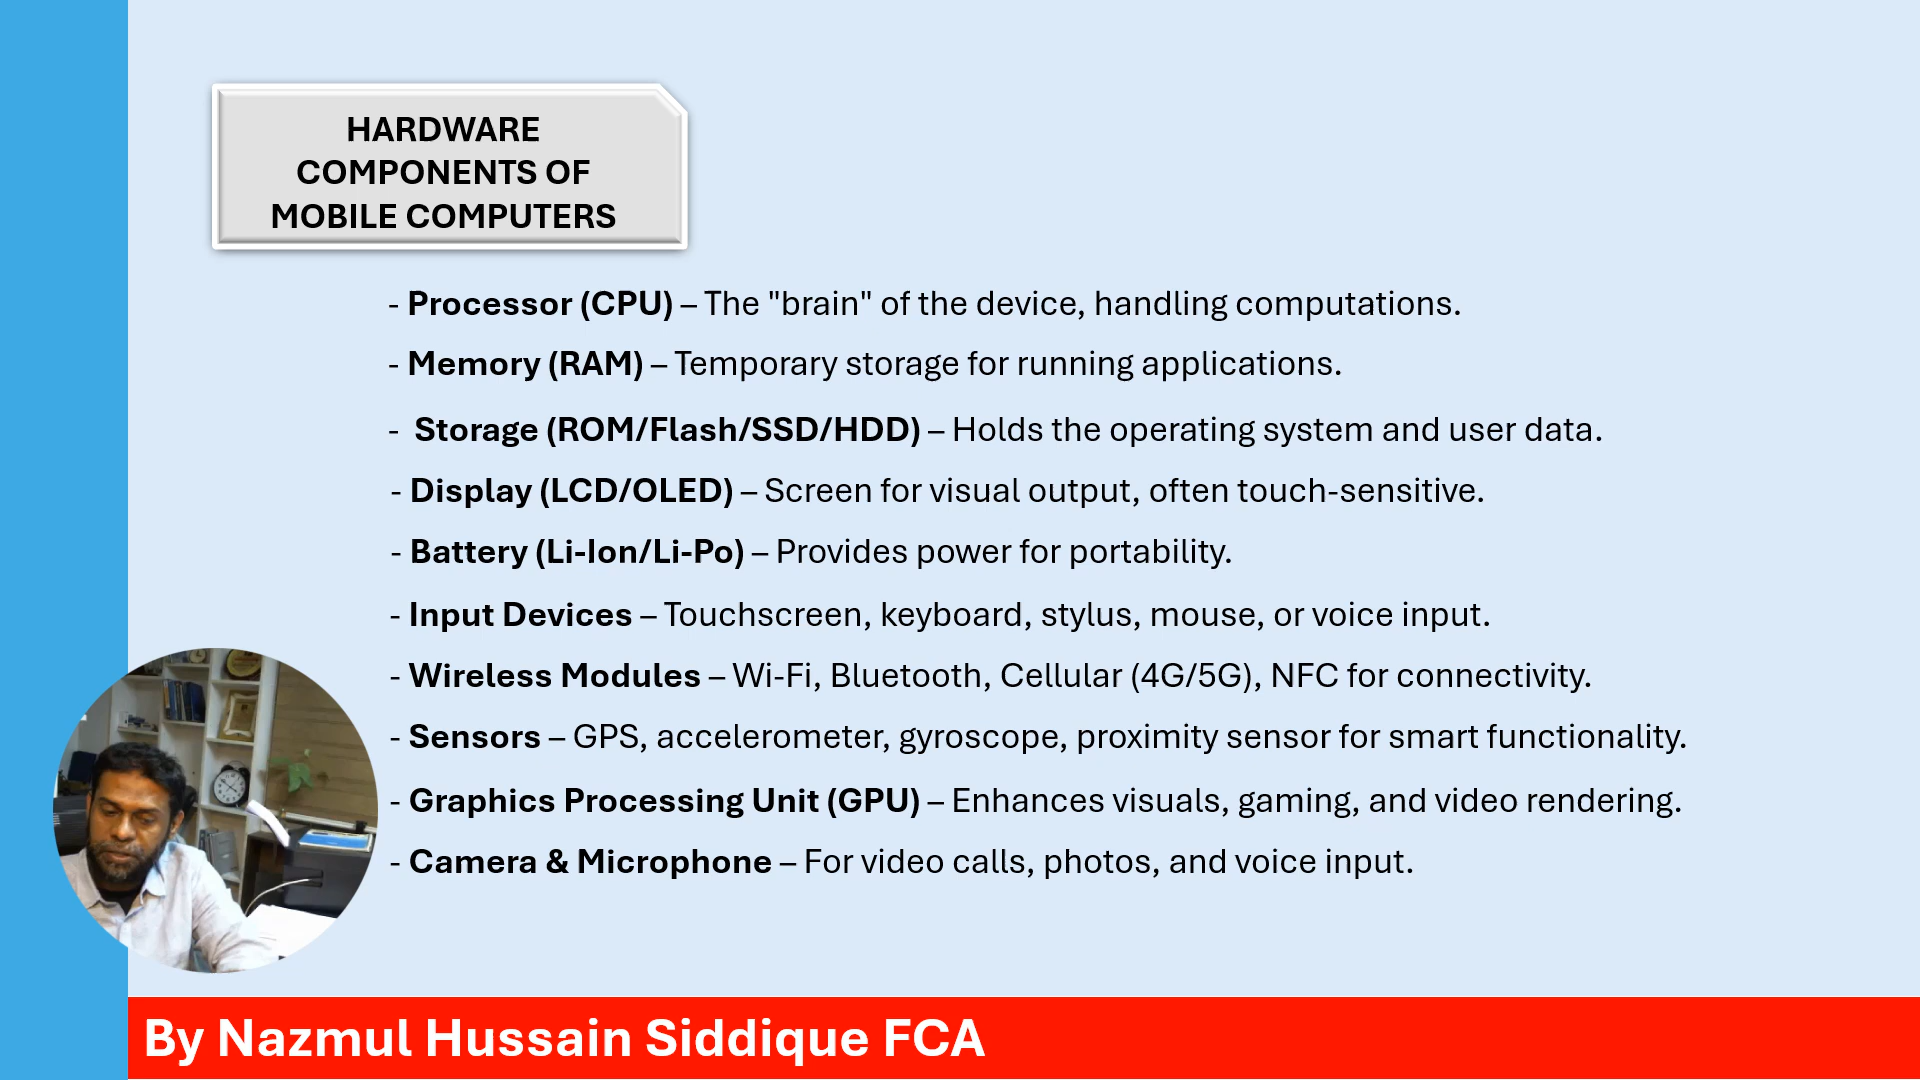 HARDWARE
COMPONENTS OF
MOBILE COMPUTERS
- Processor (CPU) – The "brain" of the device, handling computations.
- Memory (RAM) – Temporary storage for running applications.
- Storage (ROM/Flash/SSD/HDD) – Holds the operating system and user data.
- Display (LCD/OLED) – Screen for visual output, often touch-sensitive.
- Battery (Li-Ion/Li-Po) – Provides power for portability.
- Input Devices – Touchscreen, keyboard, stylus, mouse, or voice input.
- Wireless Modules – Wi-Fi, Bluetooth, Cellular (4G/5G), NFC for connectivity.
- Sensors – GPS, accelerometer, gyroscope, proximity sensor for smart functionality.
- Graphics Processing Unit (GPU) – Enhances visuals, gaming, and video rendering.
- Camera & Microphone – For video calls, photos, and voice input.
By Nazmul Hussain Siddique FCA